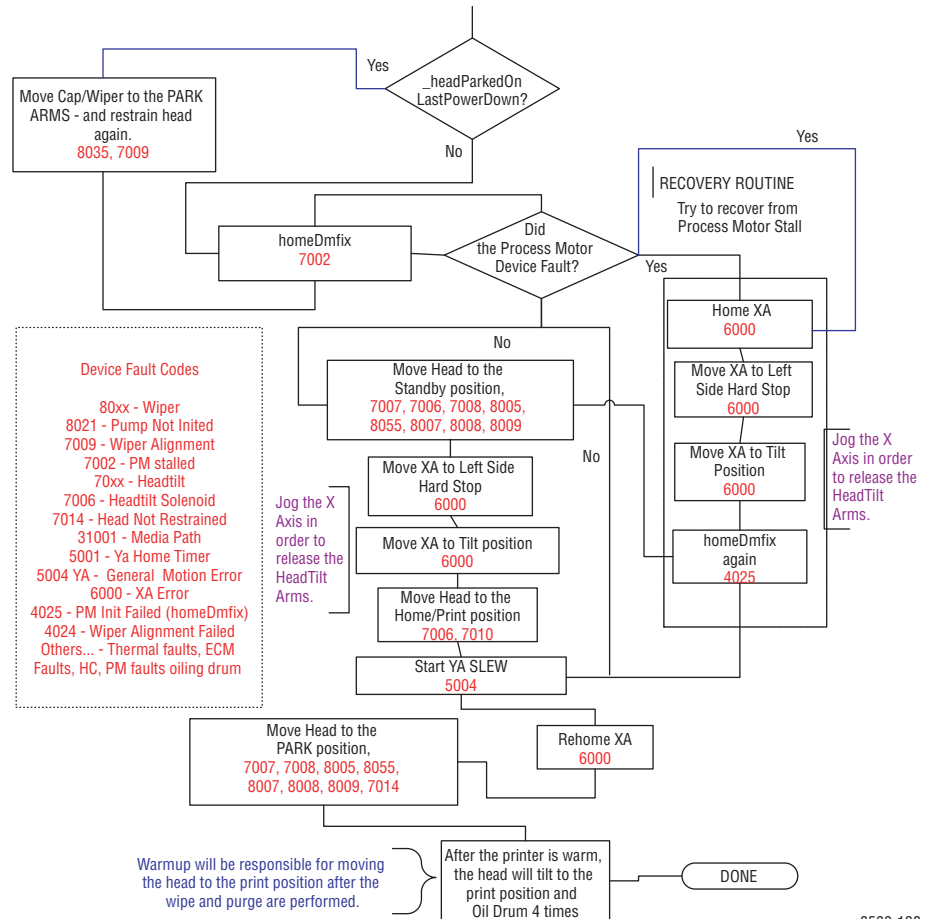 _headParkedOn
LastPowerDown?
Yes
No
Move Cap/Wiper to the PARK
ARMS - and restrain head
again.
8035, 7009
homeDmfix
7002
Did
the Process Motor
Device Fault?
Yes
No
Yes
RECOVERY ROUTINE
Try to recover from
Process Motor Stall
Home XA
6000
Move XA to Left
Side Hard Stop
6000
Move XA to Tilt
Position
6000
homeDmfix
again
4025
Jog the X
Axis in order
to release the
HeadTilt
Arms.
Device Fault Codes
80xx - Wiper
8021 - Pump Not Inited
7009 - Wiper Alignment
7002 - PM stalled
70xx - Headtilt
7006 - Headtilt Solenoid
7014 - Head Not Restrained
31001 - Media Path
5001 - Ya Home Timer
5004 YA - General Motion Error
6000 - XA Error
4025 - PM Init Failed (homeDmfix)
4024 - Wiper Alignment Failed
Others... - Thermal faults, ECM
Faults, HC, PM faults oiling drum
Move Head to the
Standby position,
7007, 7006, 7008, 8005,
8055, 8007, 8008, 8009
No
Move XA to Left Side
Hard Stop
6000
Jog the X
Axis in
order to
release the
HeadTilt
Arms.
Move XA to Tilt position
6000
Move Head to the
Home/Print position
7006, 7010
Start YA SLEW
5004
Rehome XA
6000
Move Head to the
PARK position,
7007, 7008, 8005, 8055,
8007, 8008, 8009, 7014
Warmup will be responsible for moving
the head to the print position after the
wipe and purge are performed.
After the printer is warm,
the head will tilt to the
print position and
Oil Drum 4 times
DONE